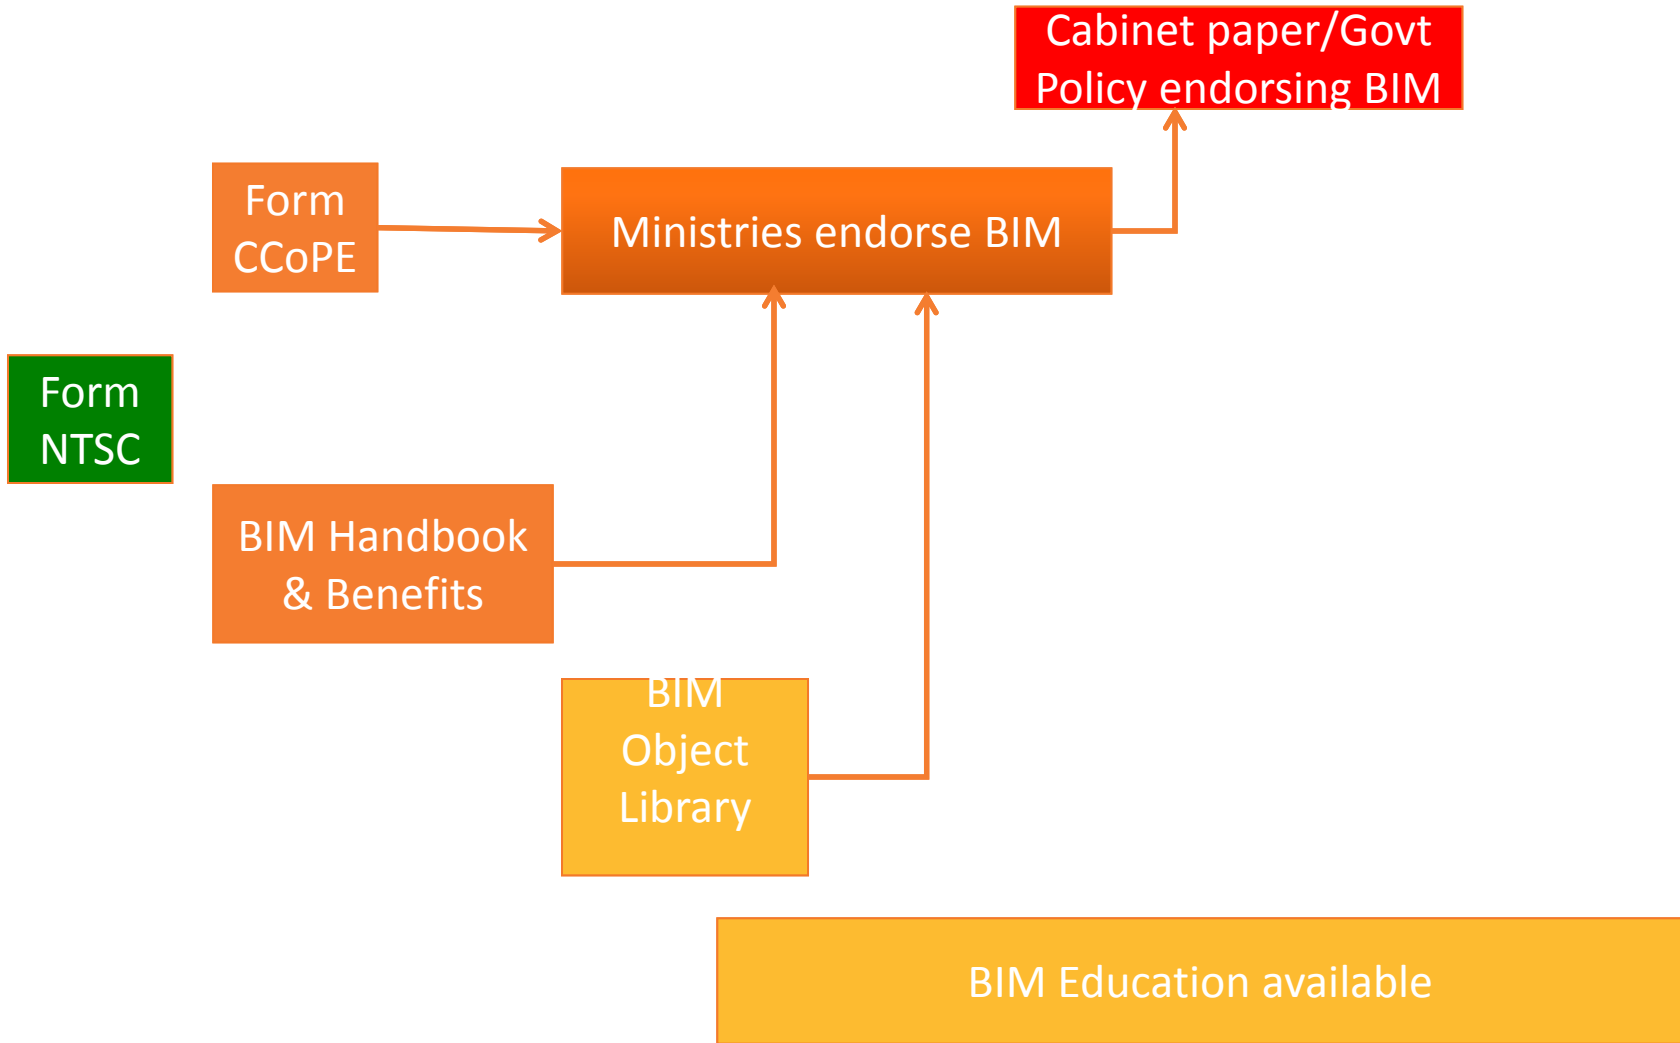 Cabinet paper/Govt
Policy endorsing BIM
Form
CCoPE
Ministries endorse BIM
Form
NTSC
BIM Handbook
& Benefits
BIM
Object
Library
BIM Education available